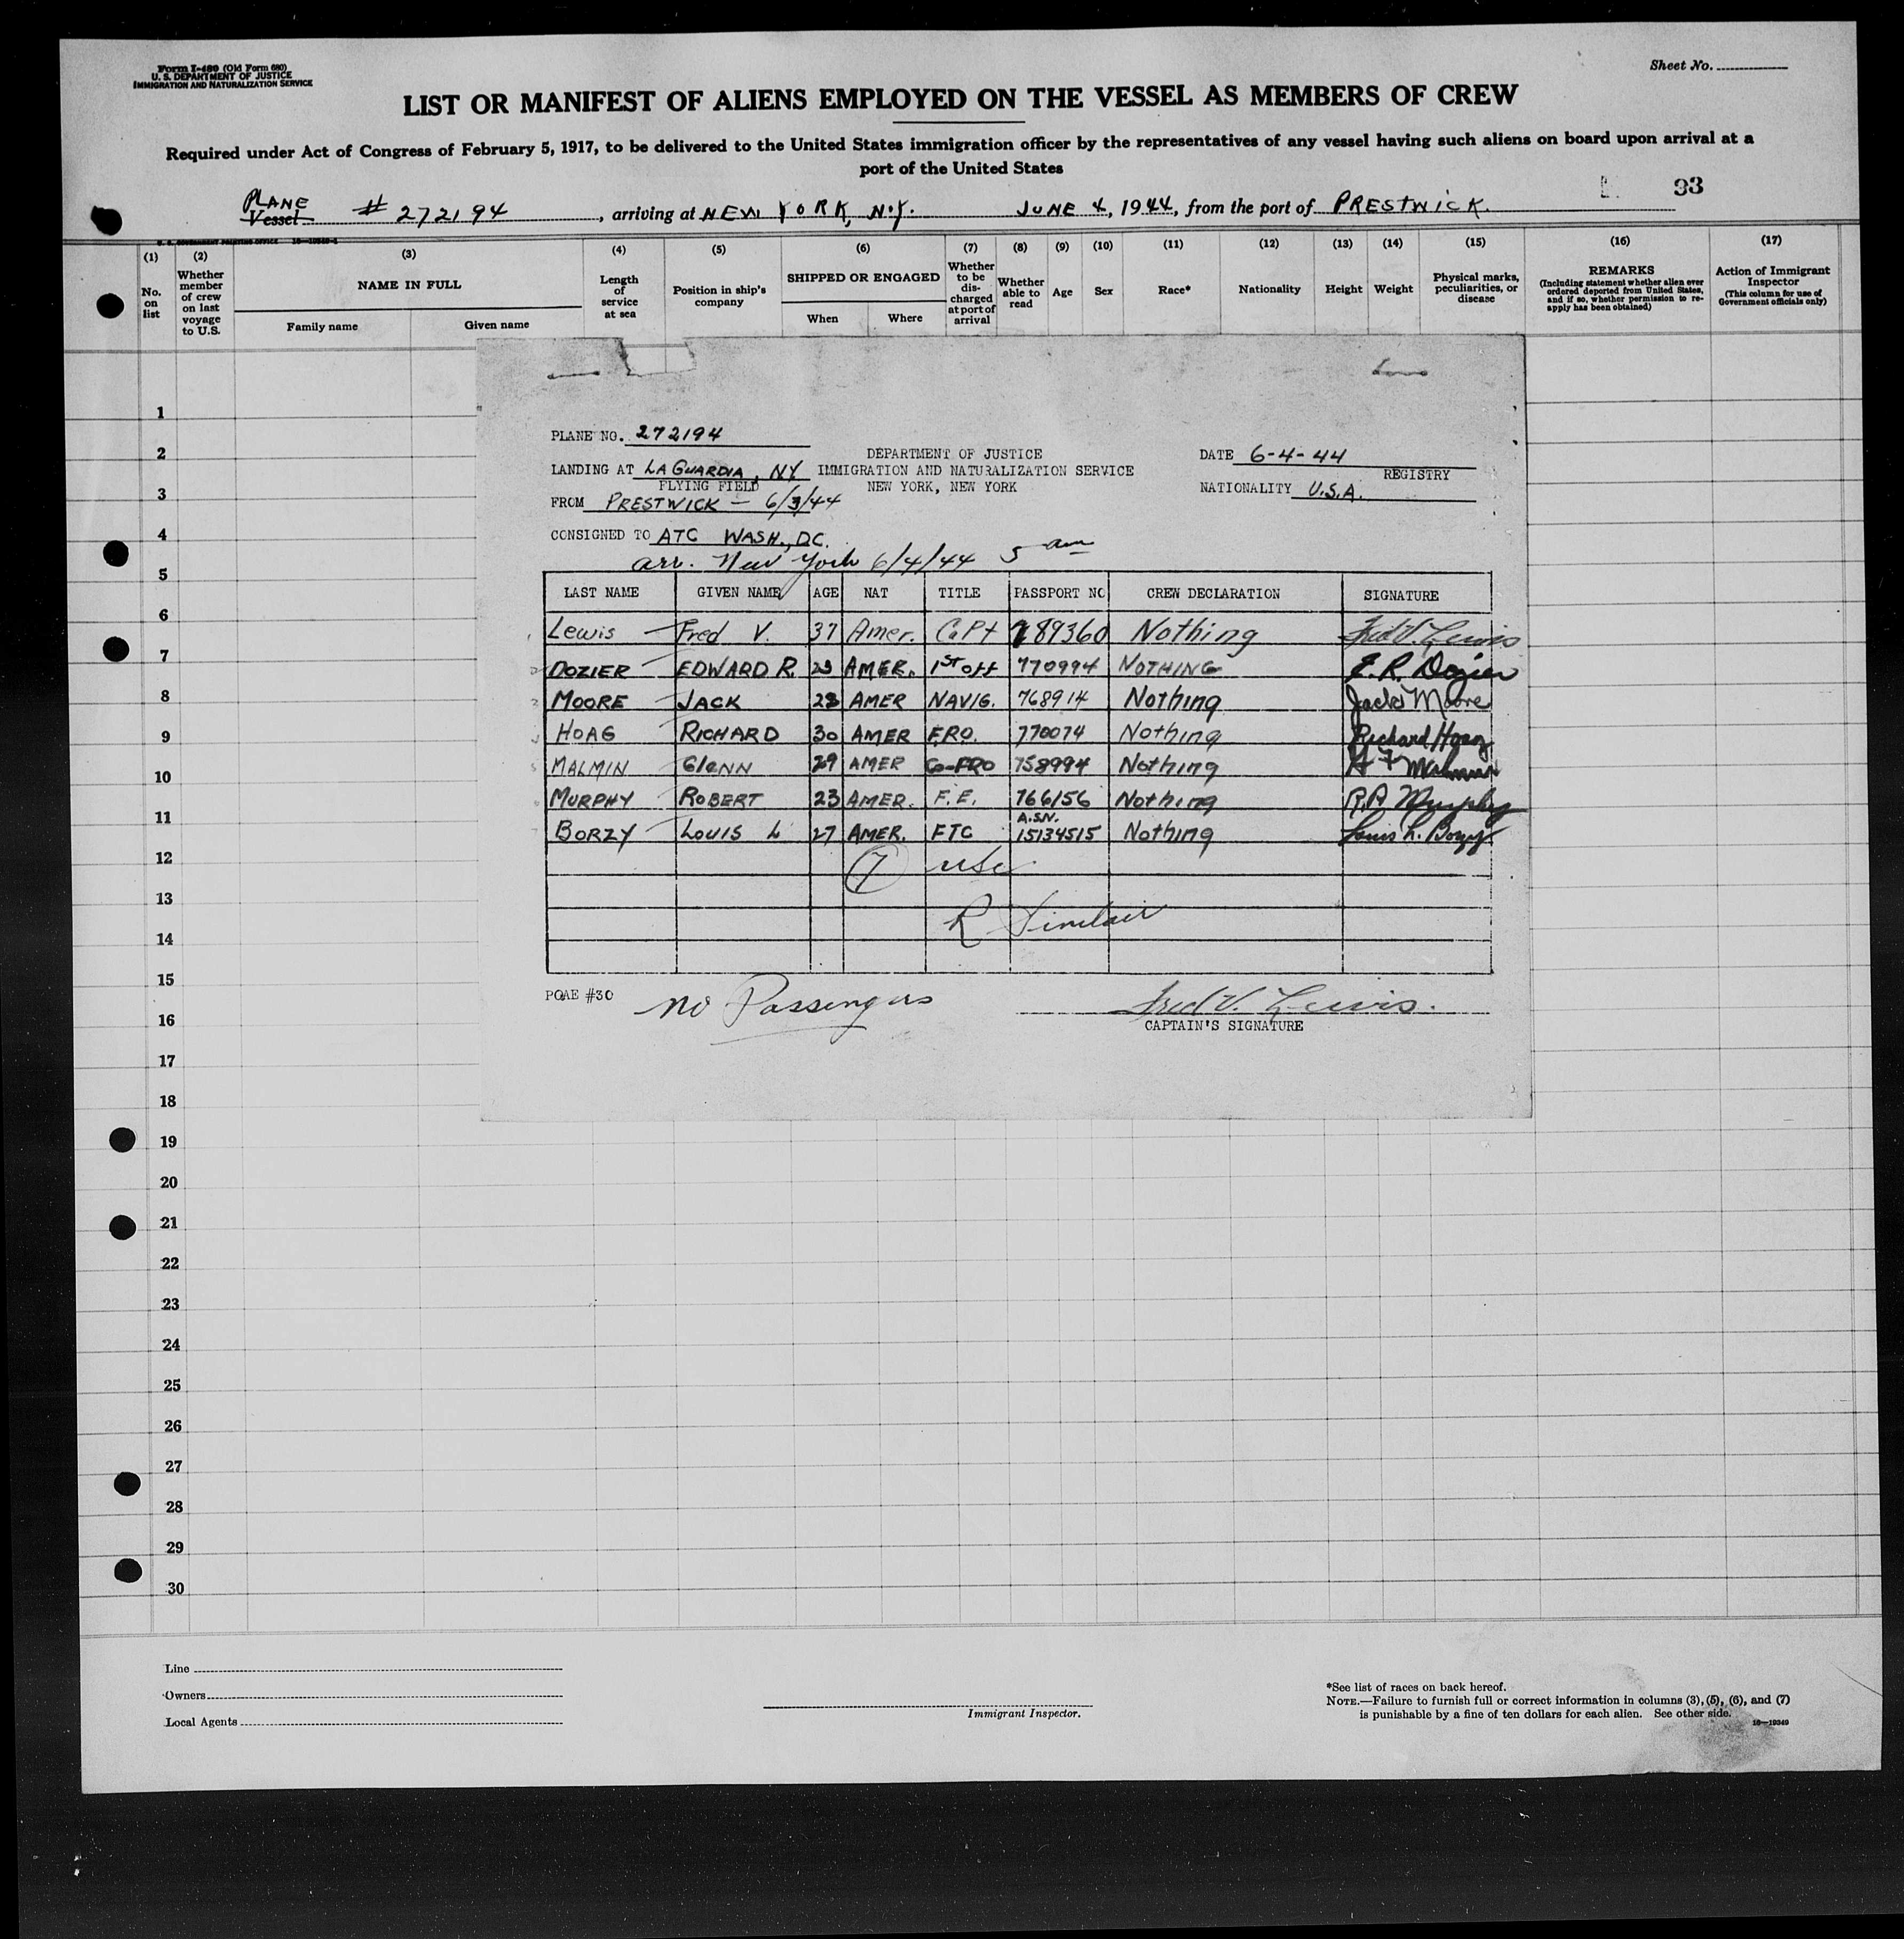 Form I-480 (Old Form 680)
U. S. DEPARTMENT OF JUSTICE
IMMIGRATION AND NATURALIZATION SERVICE
Sheet No.
LIST OR MANIFEST OF ALIENS EMPLOYED ON THE VESSEL AS MEMBERS OF CREW
Required under Act of Congress of February 5, 1917, to be delivered to the United States immigration officer by the representatives of any vessel having such aliens on board upon arrival at a
port of the United States
93
PLANE
Vessel # 272194, arriving at NEW YORK, N.Y. JUNE 4, 1944, from the port of PRESTWICK.
(1) (2) (3) (4) (5) (6) (7) (8) (9) (10) (11) (12) (13) (14) (15) (16) (17)
No. on list
Whether member of crew on last voyage to U.S.
NAME IN FULL
Family name Given name
Length of service at sea
Position in ship's company
SHIPPED OR ENGAGED
When Where
Whether to be discharged at port of arrival
Whether able to read
Age
Sex
Race*
Nationality
Height
Weight
Physical marks, peculiarities, or disease
REMARKS
(Including statement whether alien ever ordered deported from United States, and if so, whether permission to reapply has been obtained)
Action of Immigrant Inspector
(This column for use of Government officials only)
PLANE NO. 272194
DEPARTMENT OF JUSTICE
DATE 6-4-44
LANDING AT LA GUARDIA, NY IMMIGRATION AND NATURALIZATION SERVICE
REGISTRY
FLYING FIELD NEW YORK, NEW YORK
NATIONALITY U.S.A.
FROM PRESTWICK — 6/3/44
CONSIGNED TO ATC WASH., D.C.
arr. New York 6/4/44 5 am
LAST NAME GIVEN NAME AGE NAT TITLE PASSPORT NO CREW DECLARATION SIGNATURE
Lewis Fred V. 37 Amer. Capt 789360 Nothing Fred V. Lewis
DOZIER EDWARD R. 29 AMER. 1ST Off 770994 NOTHING E. R. Dozier
MOORE JACK 28 AMER NAVIG. 768914 Nothing Jack Moore
HOAG RICHARD 30 AMER F.R.O. 770074 Nothing Richard Hoag
MALMIN GLENN 29 AMER CO-FRO 758994 Nothing Malmin
MURPHY ROBERT 23 AMER. F.E. 766156 Nothing R.A. Murphy
A.S.N.
BORZY LOUIS L 27 AMER. FTC 15134515 Nothing Louis L. Borzy
7 usc
R Sinclair
POAE #30 No Passengers Fred V. Lewis.
CAPTAIN'S SIGNATURE
1
2
3
4
5
6
7
8
9
10
11
12
13
14
15
16
17
18
19
20
21
22
23
24
25
26
27
28
29
30
Line
Owners
Local Agents
Immigrant Inspector.
*See list of races on back hereof.
NOTE.—Failure to furnish full or correct information in columns (3), (5), (6), and (7)
is punishable by a fine of ten dollars for each alien. See other side.
16—19349